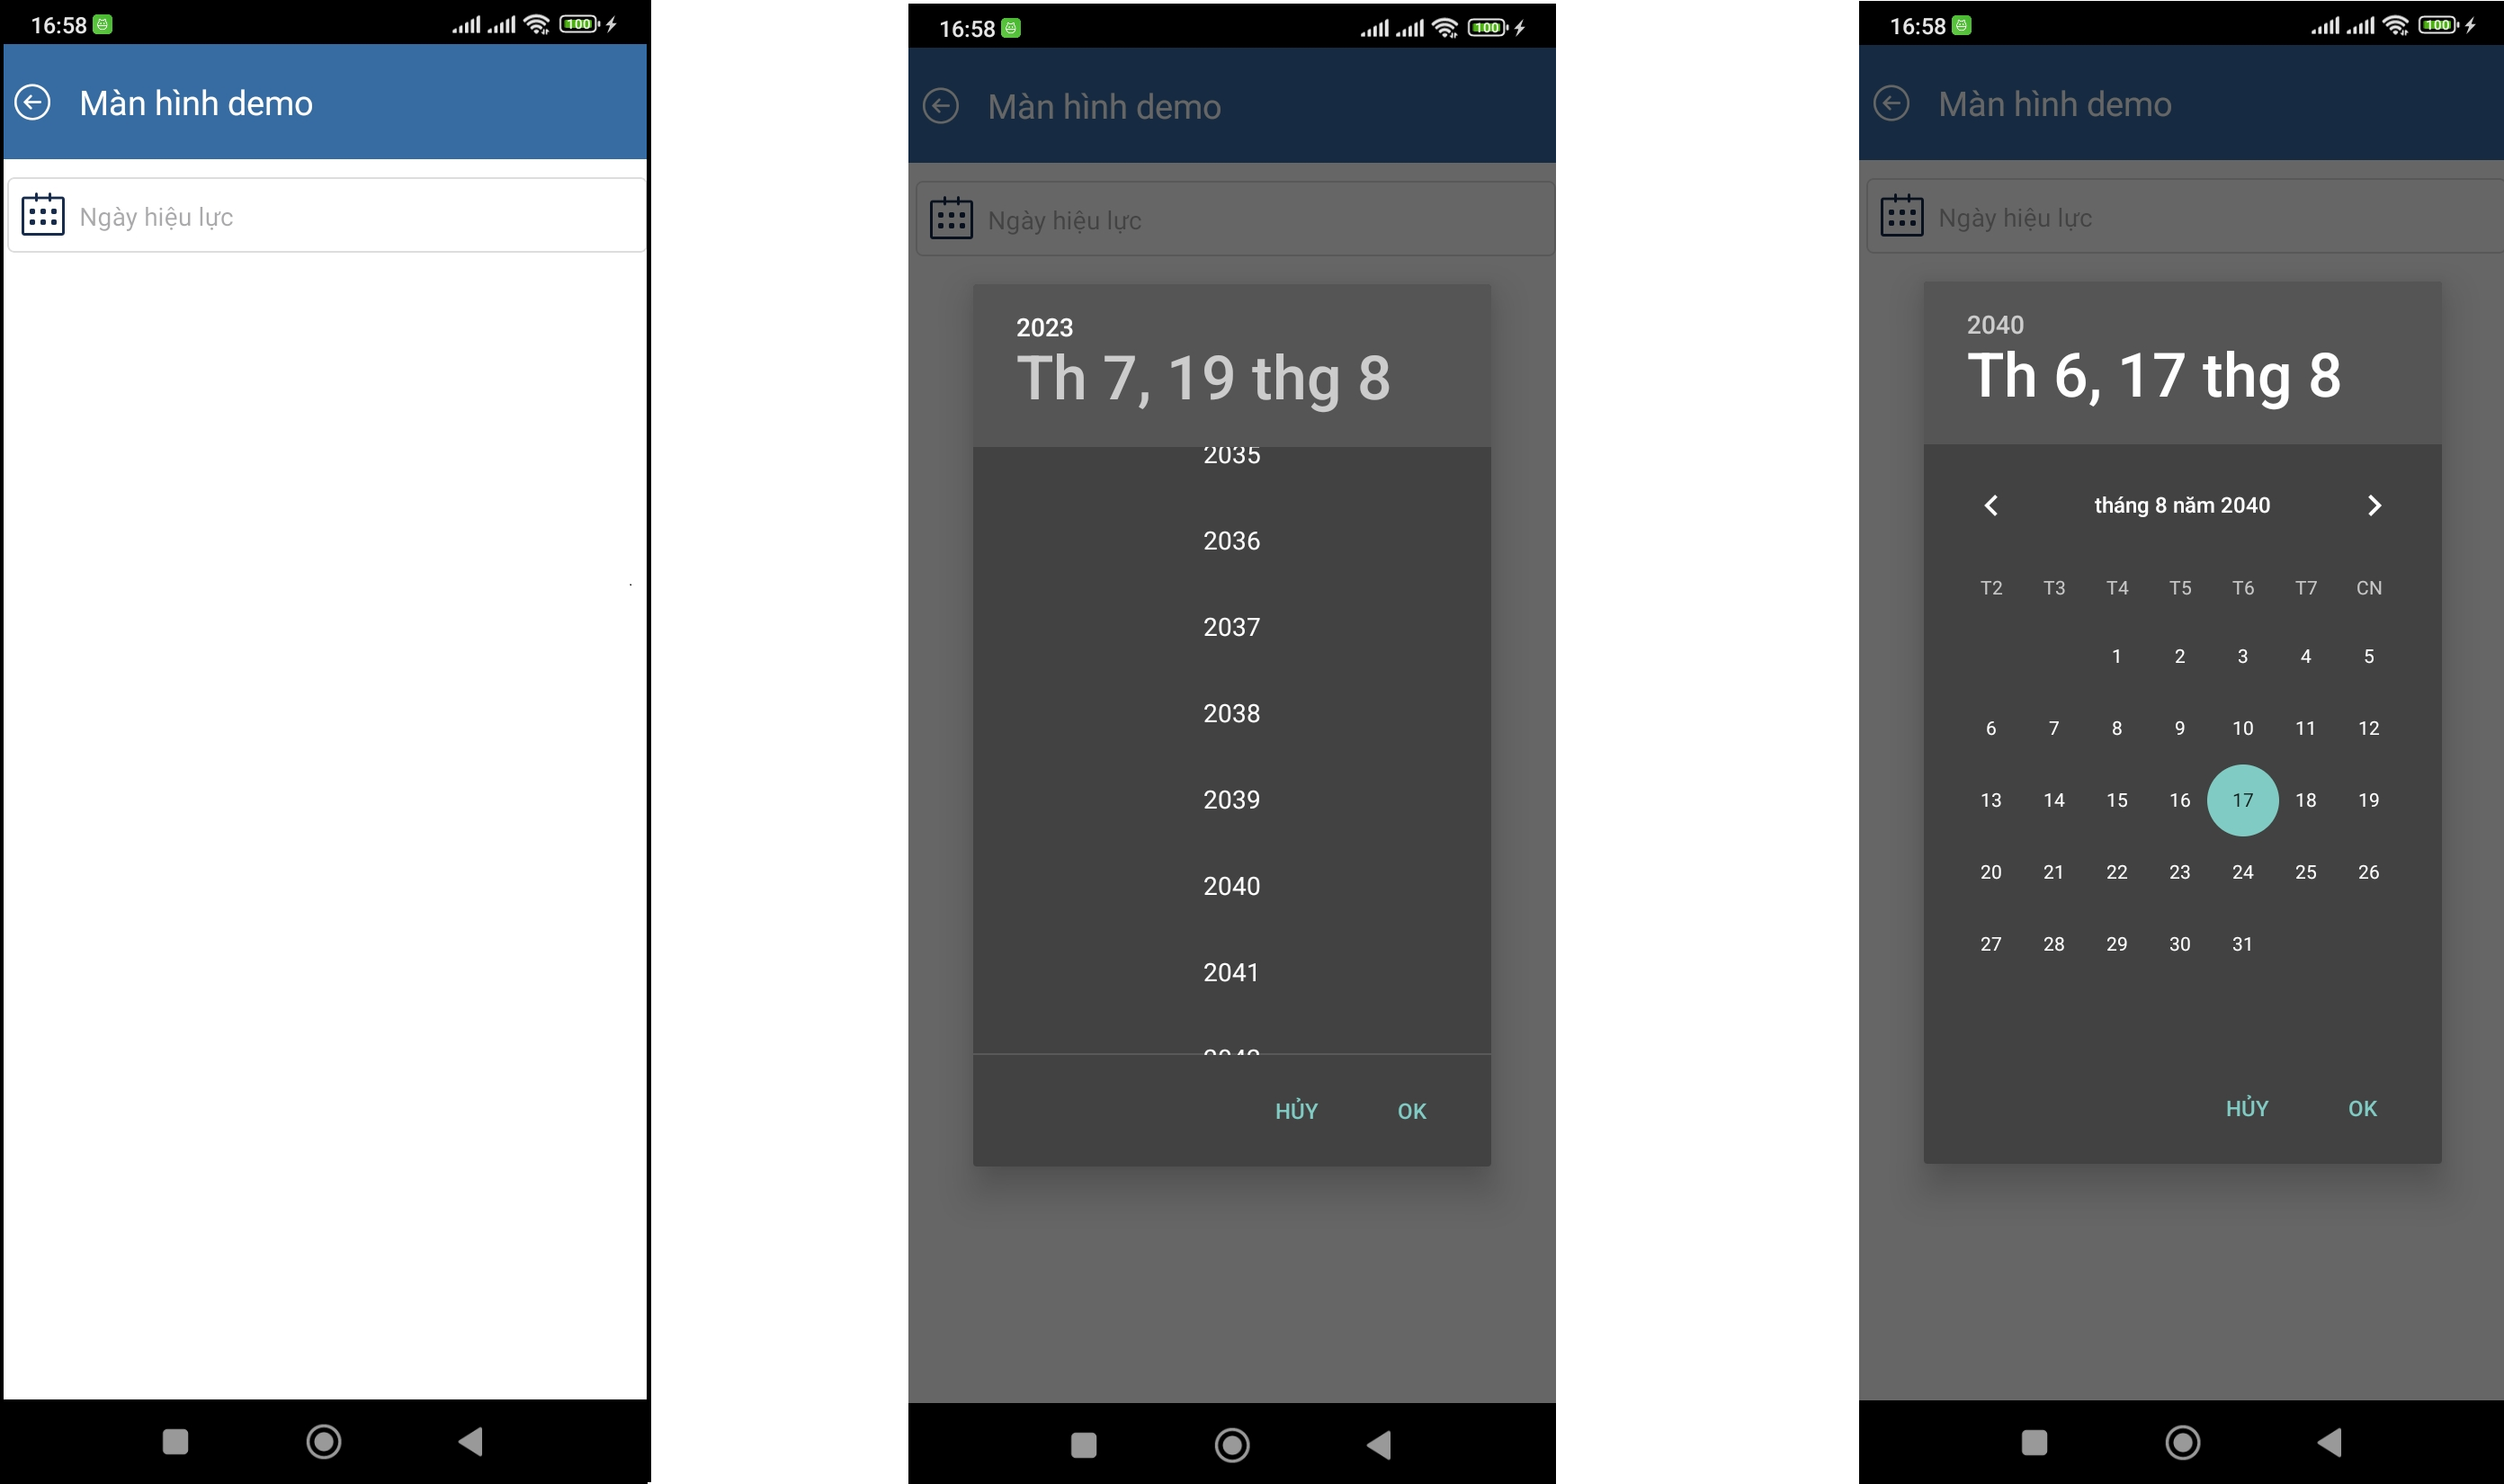 16:58
100
Màn hình demo
Ngày hiệu lực
16:58
100
Màn hình demo
Ngày hiệu lực
2023
Th 7, 19 thg 8
2035
2036
2037
2038
2039
2040
2041
HỦY OK
16:58
100
Màn hình demo
Ngày hiệu lực
2040
Th 6, 17 thg 8
tháng 8 năm 2040
T2 T3 T4 T5 T6 T7 CN
1 2 3 4 5
6 7 8 9 10 11 12
13 14 15 16 17 18 19
20 21 22 23 24 25 26
27 28 29 30 31
HỦY OK